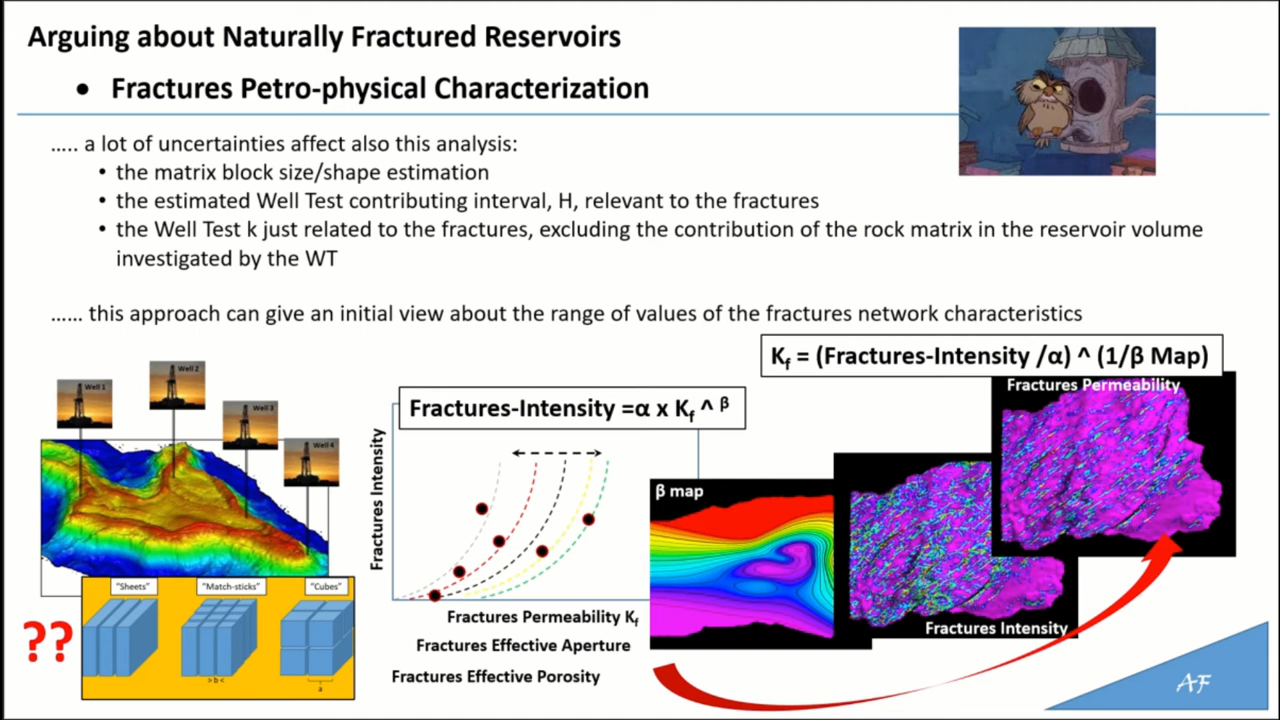 Arguing about Naturally Fractured Reservoirs
• Fractures Petro-physical Characterization
..... a lot of uncertainties affect also this analysis:
• the matrix block size/shape estimation
• the estimated Well Test contributing interval, H, relevant to the fractures
• the Well Test k just related to the fractures, excluding the contribution of the rock matrix in the reservoir volume
investigated by the WT
...... this approach can give an initial view about the range of values of the fractures network characteristics
Kf = (Fractures-Intensity /α) ^ (1/β Map)
Well 1
Well 2
Well 3
Well 4
Fractures-Intensity =α x Kf ^ β
Fractures Permeability
Fractures Intensity
β map
"Sheets"
"Match-sticks"
"Cubes"
> b <
a
??
Fractures Permeability Kf
Fractures Effective Aperture
Fractures Effective Porosity
Fractures Intensity
AF